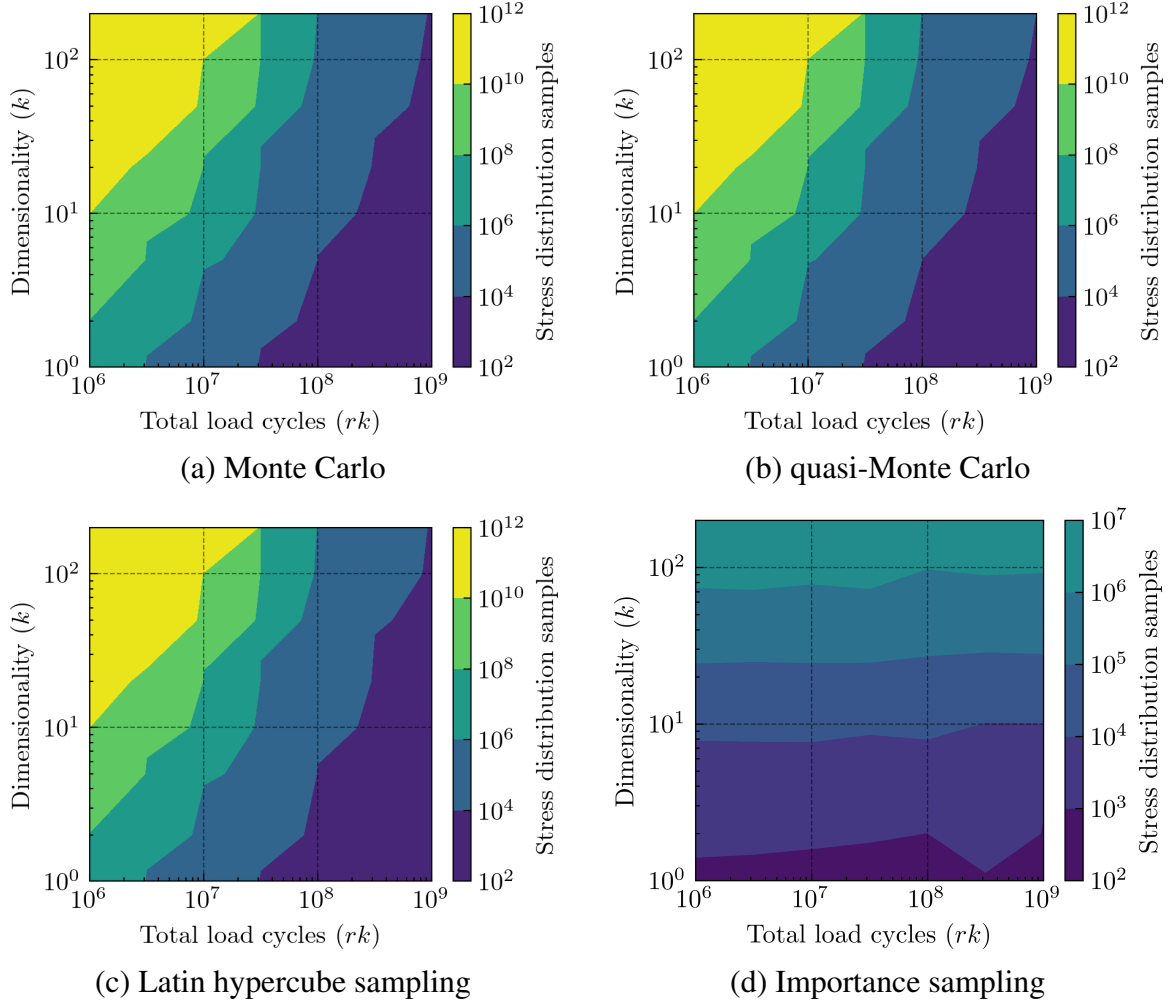 10^12
10^10
10^8
10^6
10^4
10^2
Stress distribution samples
Dimensionality (k)
10^2
10^1
10^0
10^6 10^7 10^8 10^9
Total load cycles (rk)
(a) Monte Carlo
10^12
10^10
10^8
10^6
10^4
10^2
Stress distribution samples
Dimensionality (k)
10^2
10^1
10^0
10^6 10^7 10^8 10^9
Total load cycles (rk)
(b) quasi-Monte Carlo
10^12
10^10
10^8
10^6
10^4
10^2
Stress distribution samples
Dimensionality (k)
10^2
10^1
10^0
10^6 10^7 10^8 10^9
Total load cycles (rk)
(c) Latin hypercube sampling
10^7
10^6
10^5
10^4
10^3
10^2
Stress distribution samples
Dimensionality (k)
10^2
10^1
10^0
10^6 10^7 10^8 10^9
Total load cycles (rk)
(d) Importance sampling